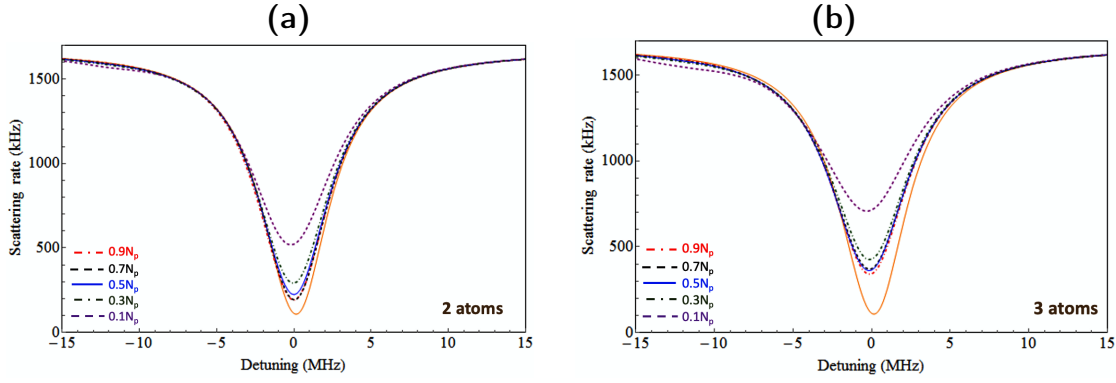 (a)
Scattering rate (kHz)
1500
1000
500
0
0.9Np
0.7Np
0.5Np
0.3Np
0.1Np
2 atoms
−15
−10
−5
0
5
10
15
Detuning (MHz)
(b)
Scattering rate (kHz)
1500
1000
500
0
0.9Np
0.7Np
0.5Np
0.3Np
0.1Np
3 atoms
−15
−10
−5
0
5
10
15
Detuning (MHz)